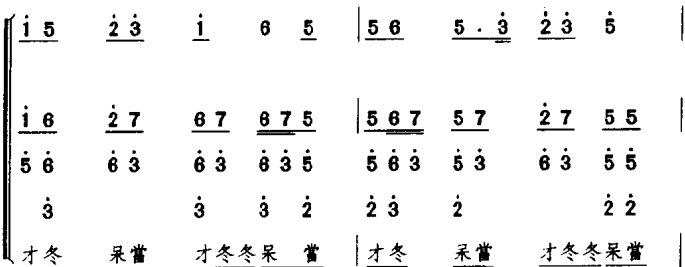 i̇ 5 2̇ 3̇ i̇ 6 5 | 5 6 5 . 3̇ 2̇ 3̇ 5̇ |
i̇ 6 2̇ 7 6 7 6 7 5 | 5 6 7 5 7 2̇ 7 5 5 |
5̇ 6̇ 6̇ 3̇ 6̇ 3̇ 6̇ 3̇ 5̇ 5̇ 6̇ 3̇ 5̇ 3̇ 6̇ 3̇ 5̇ 5̇
3̇ 3̇ 3̇ 2̇ 2̇ 3̇ 2̇ 2̇ 2̇
才冬 呆當 才冬冬呆 當 | 才冬 呆當 才冬冬呆當 |